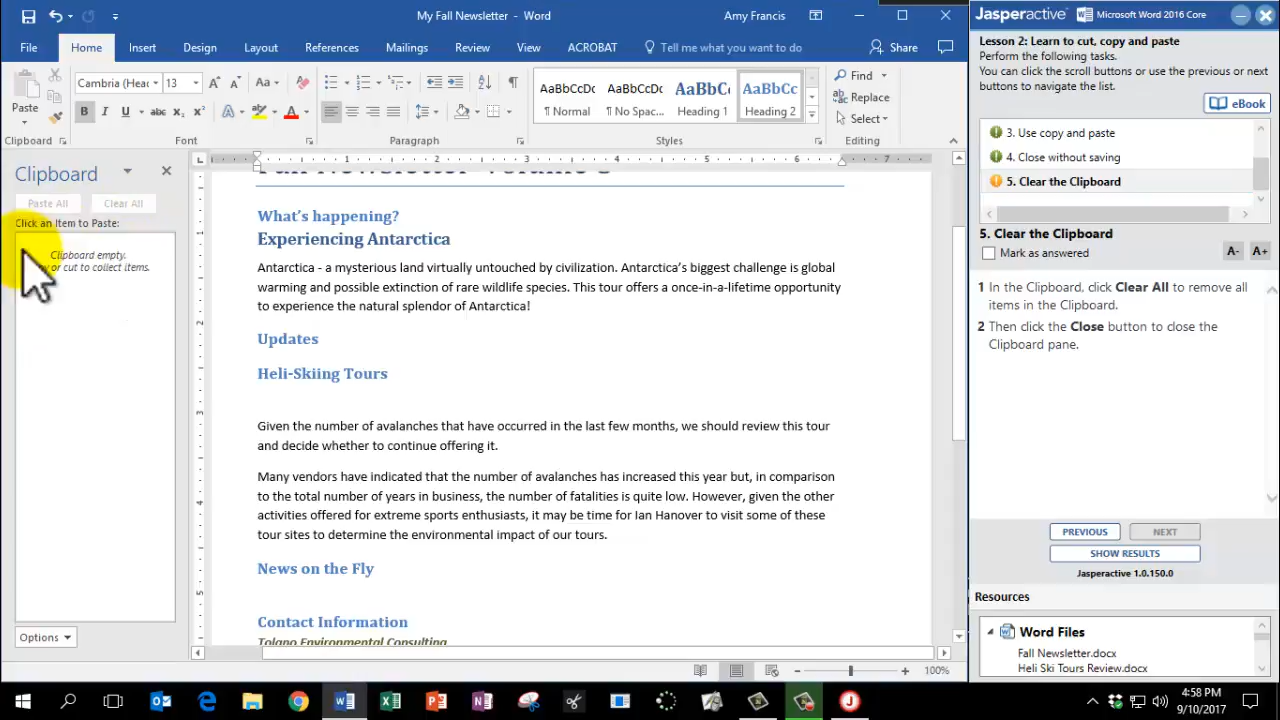 My Fall Newsletter - Word
Amy Francis
File Home Insert Design Layout References Mailings Review View ACROBAT Tell me what you want to do Share
Paste
Cambria (Hea 13
Aa
B I U abc x₂ x²
AaBbCcDc AaBbCcDc AaBbCc AaBbCc
¶ Normal ¶ No Spac... Heading 1 Heading 2
Find
Replace
Select
Clipboard Font Paragraph Styles Editing
Clipboard
Paste All Clear All
Click an Item to Paste:
Clipboard empty.
or cut to collect items.
Options
1 2 3 4 5 6 7
What's happening?
Experiencing Antarctica
Antarctica - a mysterious land virtually untouched by civilization. Antarctica's biggest challenge is global
warming and possible extinction of rare wildlife species. This tour offers a once-in-a-lifetime opportunity
to experience the natural splendor of Antarctica!
Updates
Heli-Skiing Tours
Given the number of avalanches that have occurred in the last few months, we should review this tour
and decide whether to continue offering it.
Many vendors have indicated that the number of avalanches has increased this year but, in comparison
to the total number of years in business, the number of fatalities is quite low. However, given the other
activities offered for extreme sports enthusiasts, it may be time for Ian Hanover to visit some of these
tour sites to determine the environmental impact of our tours.
News on the Fly
Contact Information
Tolano Environmental Consulting
100%
Jasperactive Microsoft Word 2016 Core
Lesson 2: Learn to cut, copy and paste
Perform the following tasks.
You can click the scroll buttons or use the previous or next
buttons to navigate the list.
eBook
3. Use copy and paste
4. Close without saving
5. Clear the Clipboard
5. Clear the Clipboard
Mark as answered
A- A+
1 In the Clipboard, click Clear All to remove all
items in the Clipboard.
2 Then click the Close button to close the
Clipboard pane.
PREVIOUS NEXT
SHOW RESULTS
Jasperactive 1.0.150.0
Resources
Word Files
Fall Newsletter.docx
Heli Ski Tours Review.docx
4:58 PM
9/10/2017